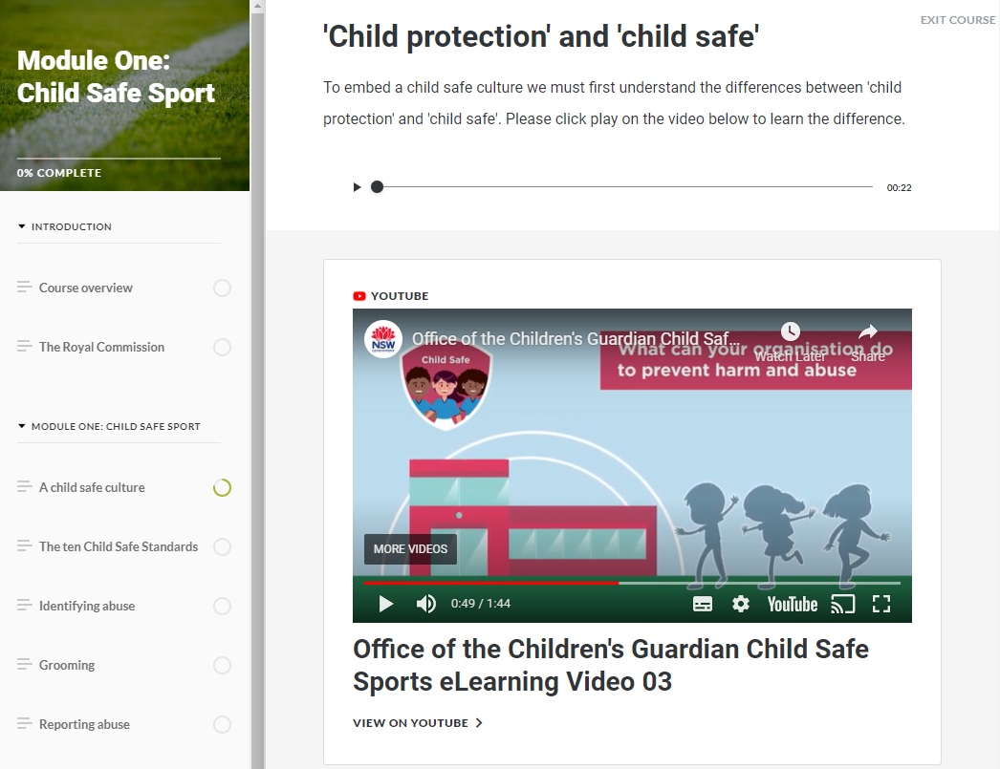 Module One:
Child Safe Sport
0% COMPLETE
INTRODUCTION
Course overview
The Royal Commission
MODULE ONE: CHILD SAFE SPORT
A child safe culture
The ten Child Safe Standards
Identifying abuse
Grooming
Reporting abuse
EXIT COURSE
'Child protection' and 'child safe'
To embed a child safe culture we must first understand the differences between 'child
protection' and 'child safe'. Please click play on the video below to learn the difference.
00:22
YOUTUBE
NSW
GOVERNMENT
Office of the Children's Guardian Child Saf...
Watch Later
Share
Child Safe
What can your organisation do
to prevent harm and abuse
MORE VIDEOS
0:49 / 1:44
YouTube
Office of the Children's Guardian Child Safe
Sports eLearning Video 03
VIEW ON YOUTUBE